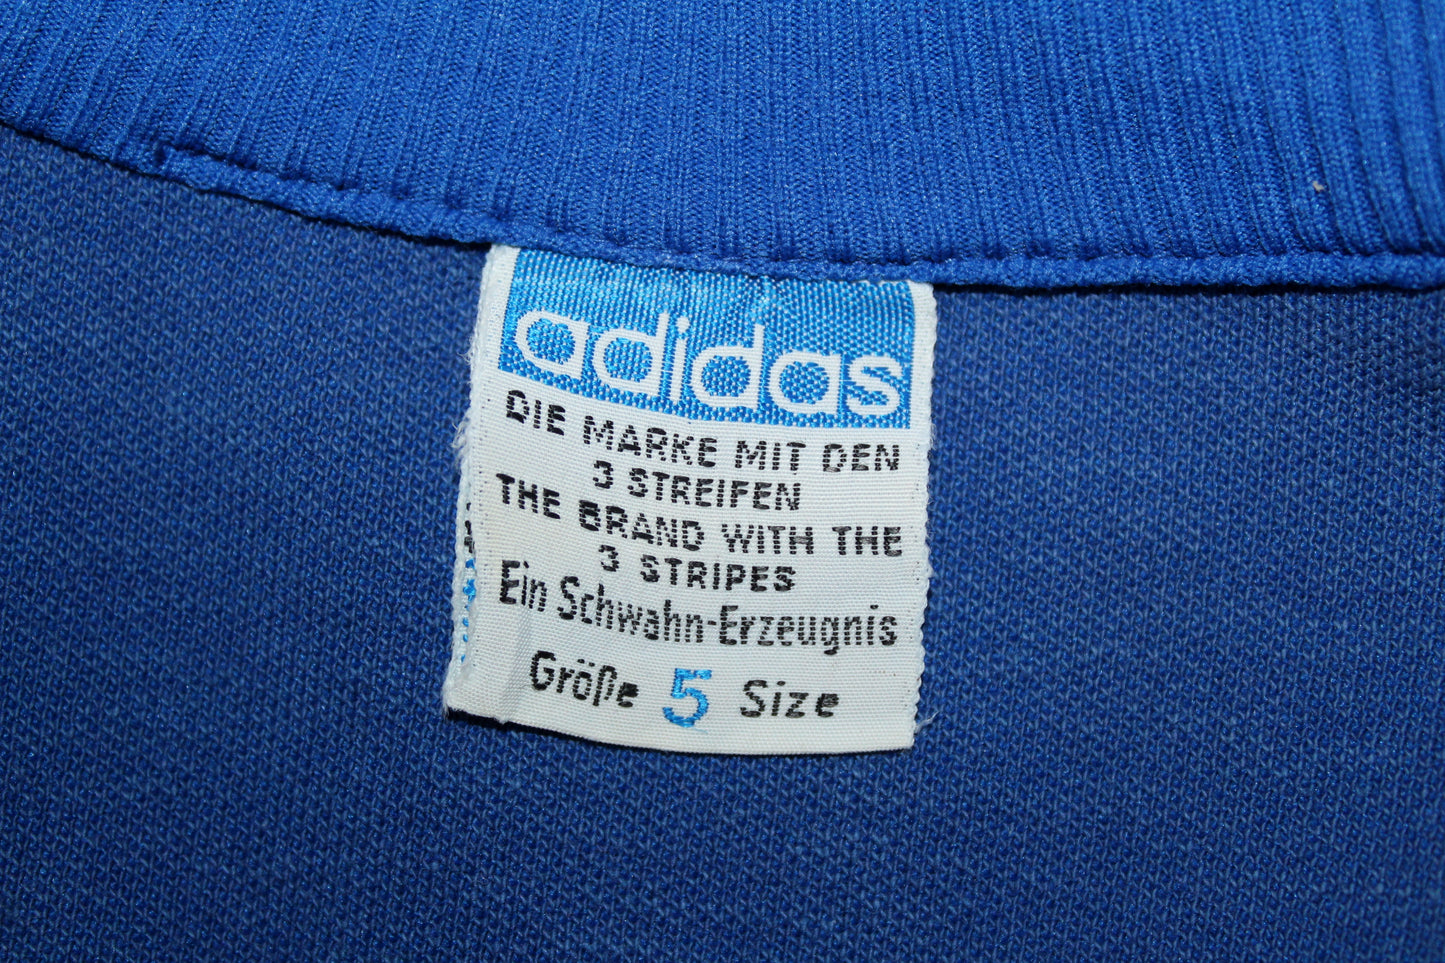 adidas
DIE MARKE MIT DEN
3 STREIFEN
THE BRAND WITH THE
3 STRIPES
Ein Schwahn-Erzeugnis
Größe 5 Size